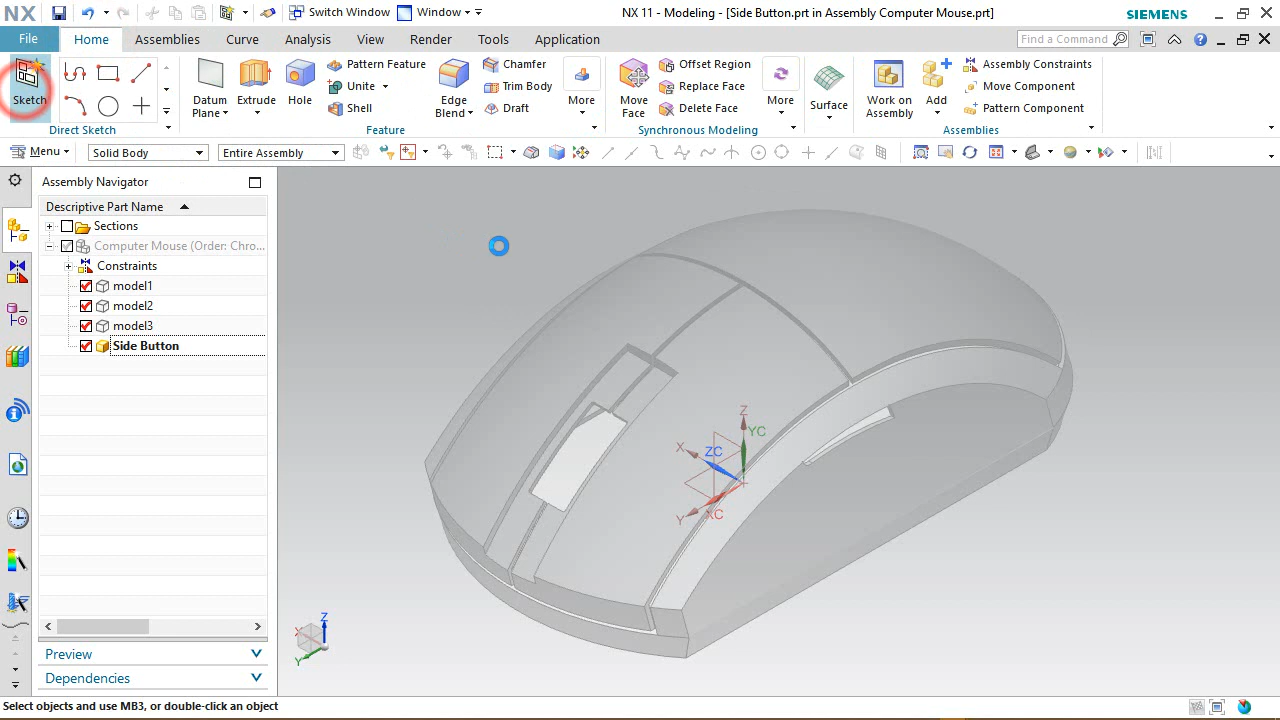 NX
Switch Window
Window
NX 11 - Modeling - [Side Button.prt in Assembly Computer Mouse.prt]
SIEMENS
File
Home
Assemblies
Curve
Analysis
View
Render
Tools
Application
Find a Command
Sketch
Direct Sketch
Datum Plane
Extrude
Hole
Pattern Feature
Unite
Shell
Edge Blend
Chamfer
Trim Body
Draft
More
Feature
Move Face
Offset Region
Replace Face
Delete Face
More
Synchronous Modeling
Surface
Work on Assembly
Add
Assembly Constraints
Move Component
Pattern Component
Assemblies
Menu
Solid Body
Entire Assembly
Assembly Navigator
Descriptive Part Name
Sections
Computer Mouse (Order: Chro...
Constraints
model1
model2
model3
Side Button
Preview
Dependencies
Z
YC
X
ZC
Y
XC
Z
X
Y
Select objects and use MB3, or double-click an object